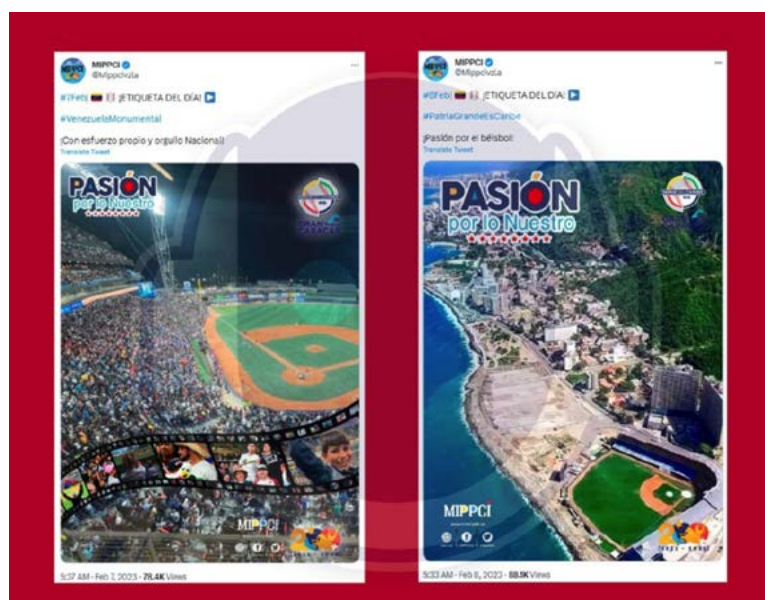 MIPPCI
@Mippcivzla
#7Feb| ¡ETIQUETA DEL DÍA!
#VenezuelaMonumental
¡Con esfuerzo propio y orgullo Nacional!
Translate Tweet
PASIÓN
por lo Nuestro
MIPPCI
5:37 AM · Feb 7, 2023 · 78.4K Views
MIPPCI
@Mippcivzla
#8Feb| ¡ETIQUETA DEL DÍA!
#PatriaGrandeEsCaribe
¡Pasión por el béisbol!
Translate Tweet
PASIÓN
por lo Nuestro
MIPPCI
5:33 AM · Feb 8, 2023 · 88.1K Views